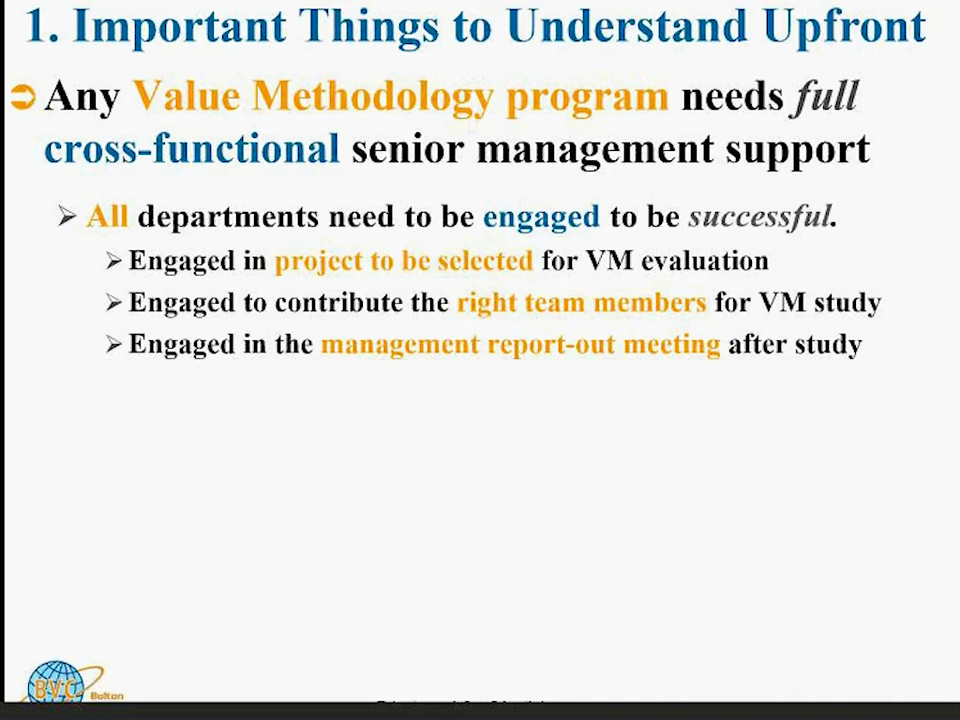 1. Important Things to Understand Upfront
Any Value Methodology program needs full
cross-functional senior management support
All departments need to be engaged to be successful.
Engaged in project to be selected for VM evaluation
Engaged to contribute the right team members for VM study
Engaged in the management report-out meeting after study
BVC
Bolton